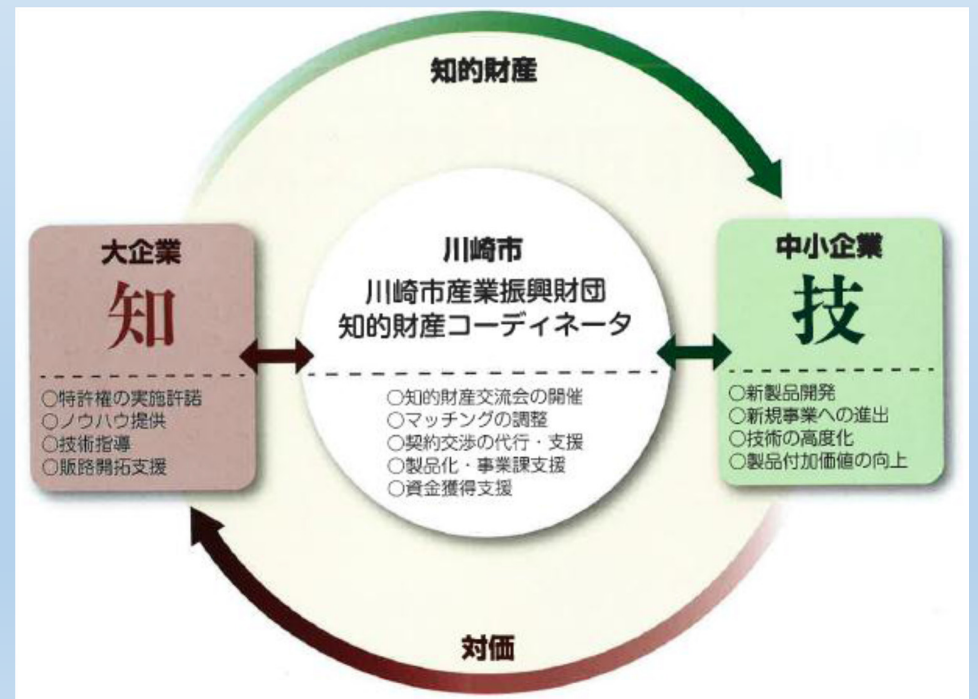 知的財産
大企業
知
○特許権の実施許諾
○ノウハウ提供
○技術指導
○販路開拓支援
川崎市
川崎市産業振興財団
知的財産コーディネータ
○知的財産交流会の開催
○マッチングの調整
○契約交渉の代行・支援
○製品化・事業課支援
○資金獲得支援
中小企業
技
○新製品開発
○新規事業への進出
○技術の高度化
○製品付加価値の向上
対価